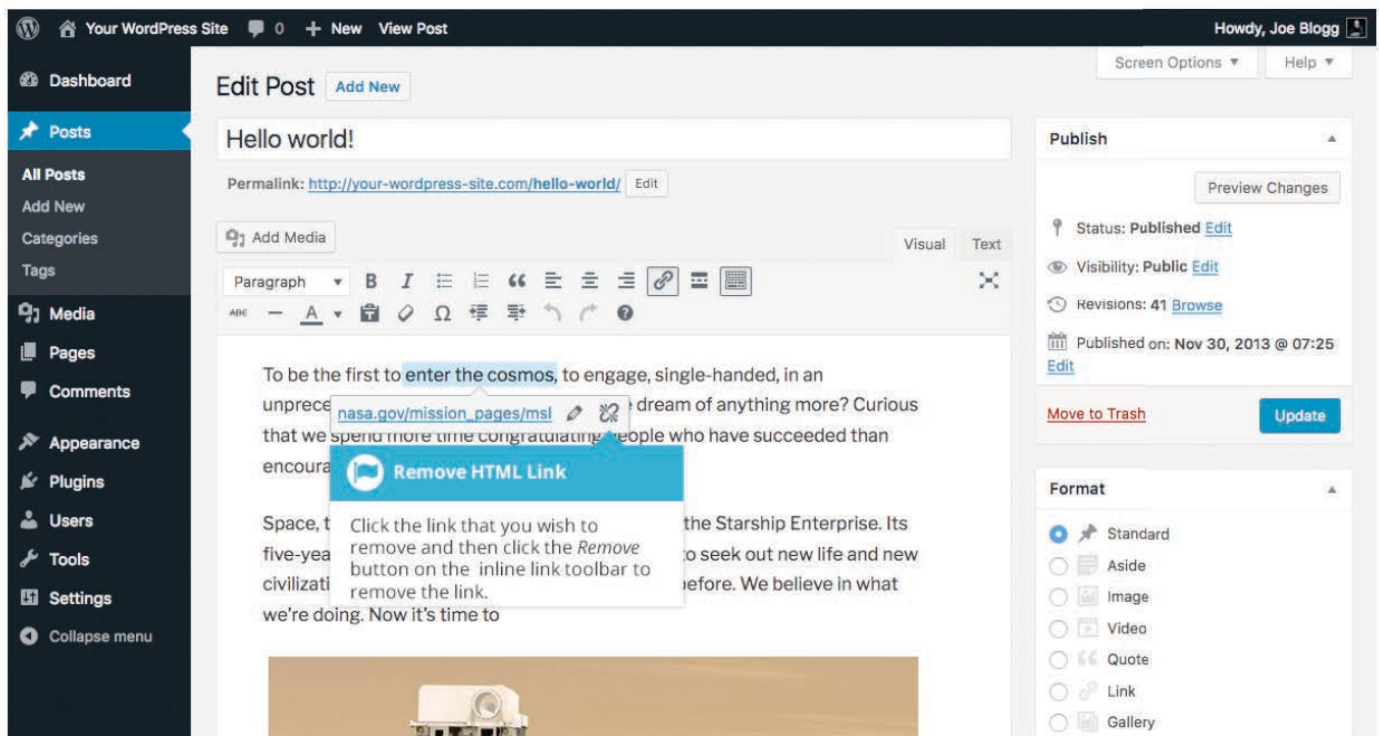 Your WordPress Site 0 + New View Post Howdy, Joe Blogg
Screen Options Help
Dashboard
Posts
All Posts
Add New
Categories
Tags
Media
Pages
Comments
Appearance
Plugins
Users
Tools
Settings
Collapse menu
Edit Post Add New
Hello world!
Permalink: http://your-wordpress-site.com/hello-world/ Edit
Add Media
Visual Text
Paragraph B I
ABC A Ω
To be the first to enter the cosmos, to engage, single-handed, in an
unprece nasa.gov/mission_pages/msl dream of anything more? Curious
that we spend more time congratulating people who have succeeded than
encoura
Remove HTML Link
Click the link that you wish to
remove and then click the Remove
button on the inline link toolbar to
remove the link.
Space, t the Starship Enterprise. Its
five-yea to seek out new life and new
civilizati before. We believe in what
we're doing. Now it's time to
Publish
Preview Changes
Status: Published Edit
Visibility: Public Edit
Revisions: 41 Browse
Published on: Nov 30, 2013 @ 07:25
Edit
Move to Trash Update
Format
Standard
Aside
Image
Video
Quote
Link
Gallery